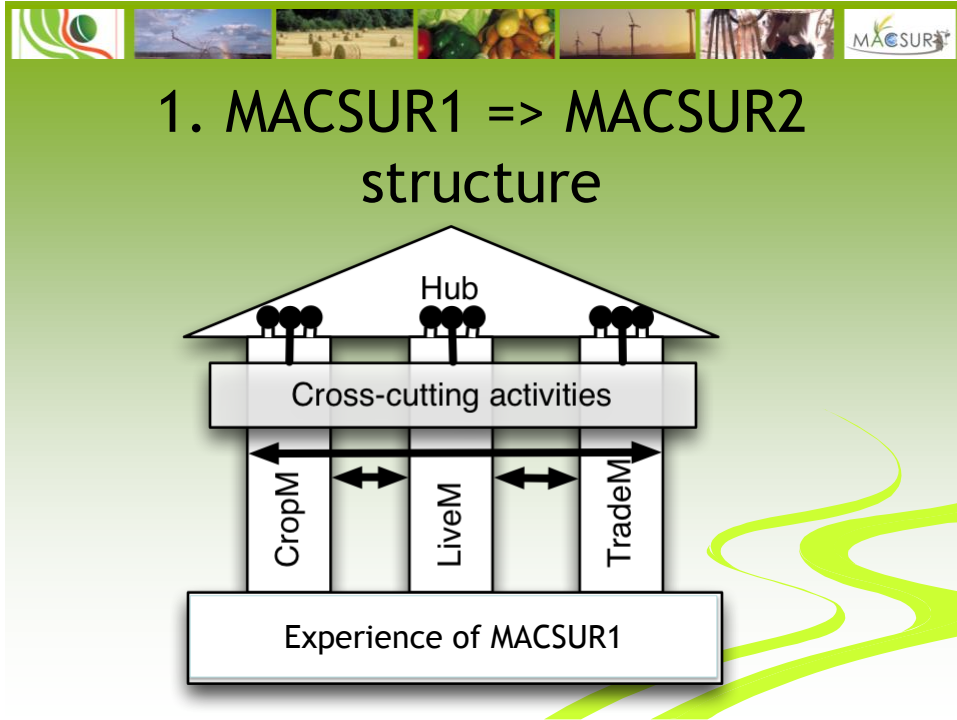 MACSUR
1. MACSUR1 => MACSUR2
structure
Hub
Cross-cutting activities
CropM
LiveM
TradeM
Experience of MACSUR1